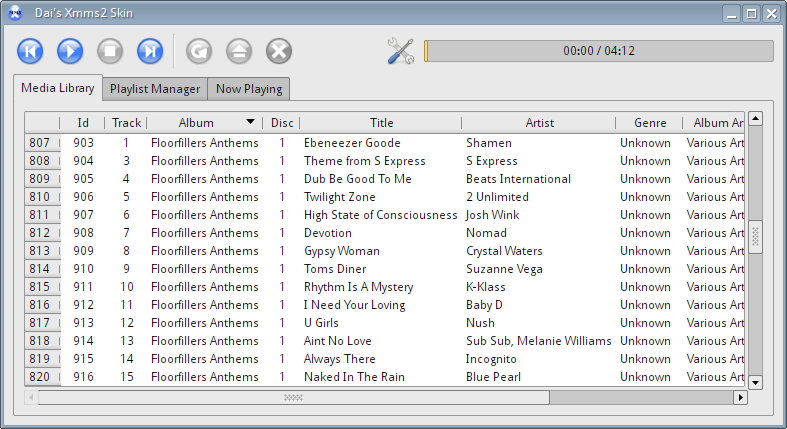 Dai's Xmms2 Skin
00:00 / 04:12
Media Library Playlist Manager Now Playing
Id Track Album Disc Title Artist Genre Album Ar
807 903 1 Floorfillers Anthems 1 Ebeneezer Goode Shamen Unknown Various Art
808 904 3 Floorfillers Anthems 1 Theme from S Express S Express Unknown Various Art
809 905 4 Floorfillers Anthems 1 Dub Be Good To Me Beats International Unknown Various Art
810 906 5 Floorfillers Anthems 1 Twilight Zone 2 Unlimited Unknown Various Art
811 907 6 Floorfillers Anthems 1 High State of Consciousness Josh Wink Unknown Various Art
812 908 7 Floorfillers Anthems 1 Devotion Nomad Unknown Various Art
813 909 8 Floorfillers Anthems 1 Gypsy Woman Crystal Waters Unknown Various Art
814 910 9 Floorfillers Anthems 1 Toms Diner Suzanne Vega Unknown Various Art
815 911 10 Floorfillers Anthems 1 Rhythm Is A Mystery K-Klass Unknown Various Art
816 912 11 Floorfillers Anthems 1 I Need Your Loving Baby D Unknown Various Art
817 913 12 Floorfillers Anthems 1 U Girls Nush Unknown Various Art
818 914 13 Floorfillers Anthems 1 Aint No Love Sub Sub, Melanie Williams Unknown Various Art
819 915 14 Floorfillers Anthems 1 Always There Incognito Unknown Various Art
820 916 15 Floorfillers Anthems 1 Naked In The Rain Blue Pearl Unknown Various Art